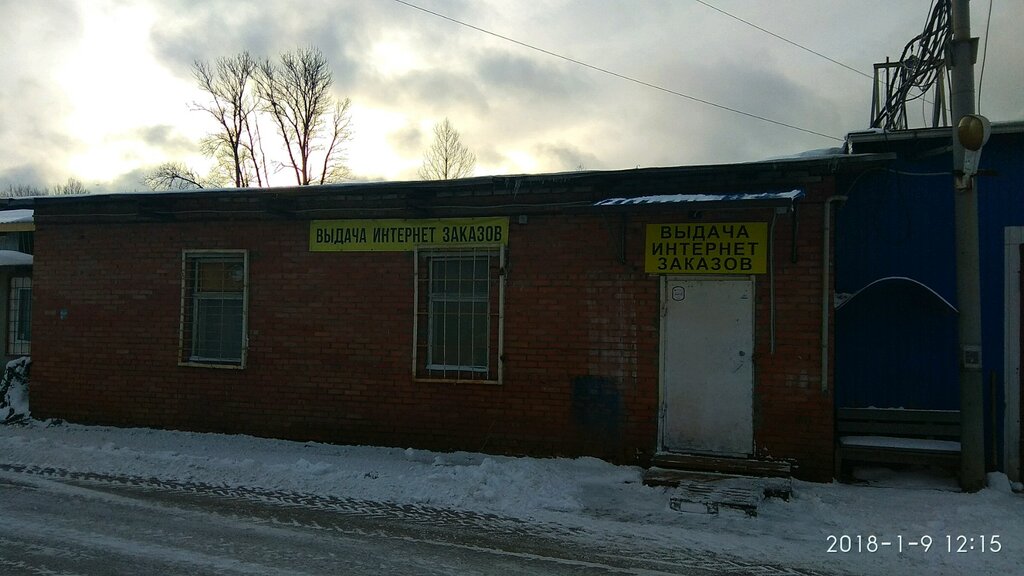 ВЫДАЧА ИНТЕРНЕТ ЗАКАЗОВ
ВЫДАЧА
ИНТЕРНЕТ
ЗАКАЗОВ
2018-1-9 12:15